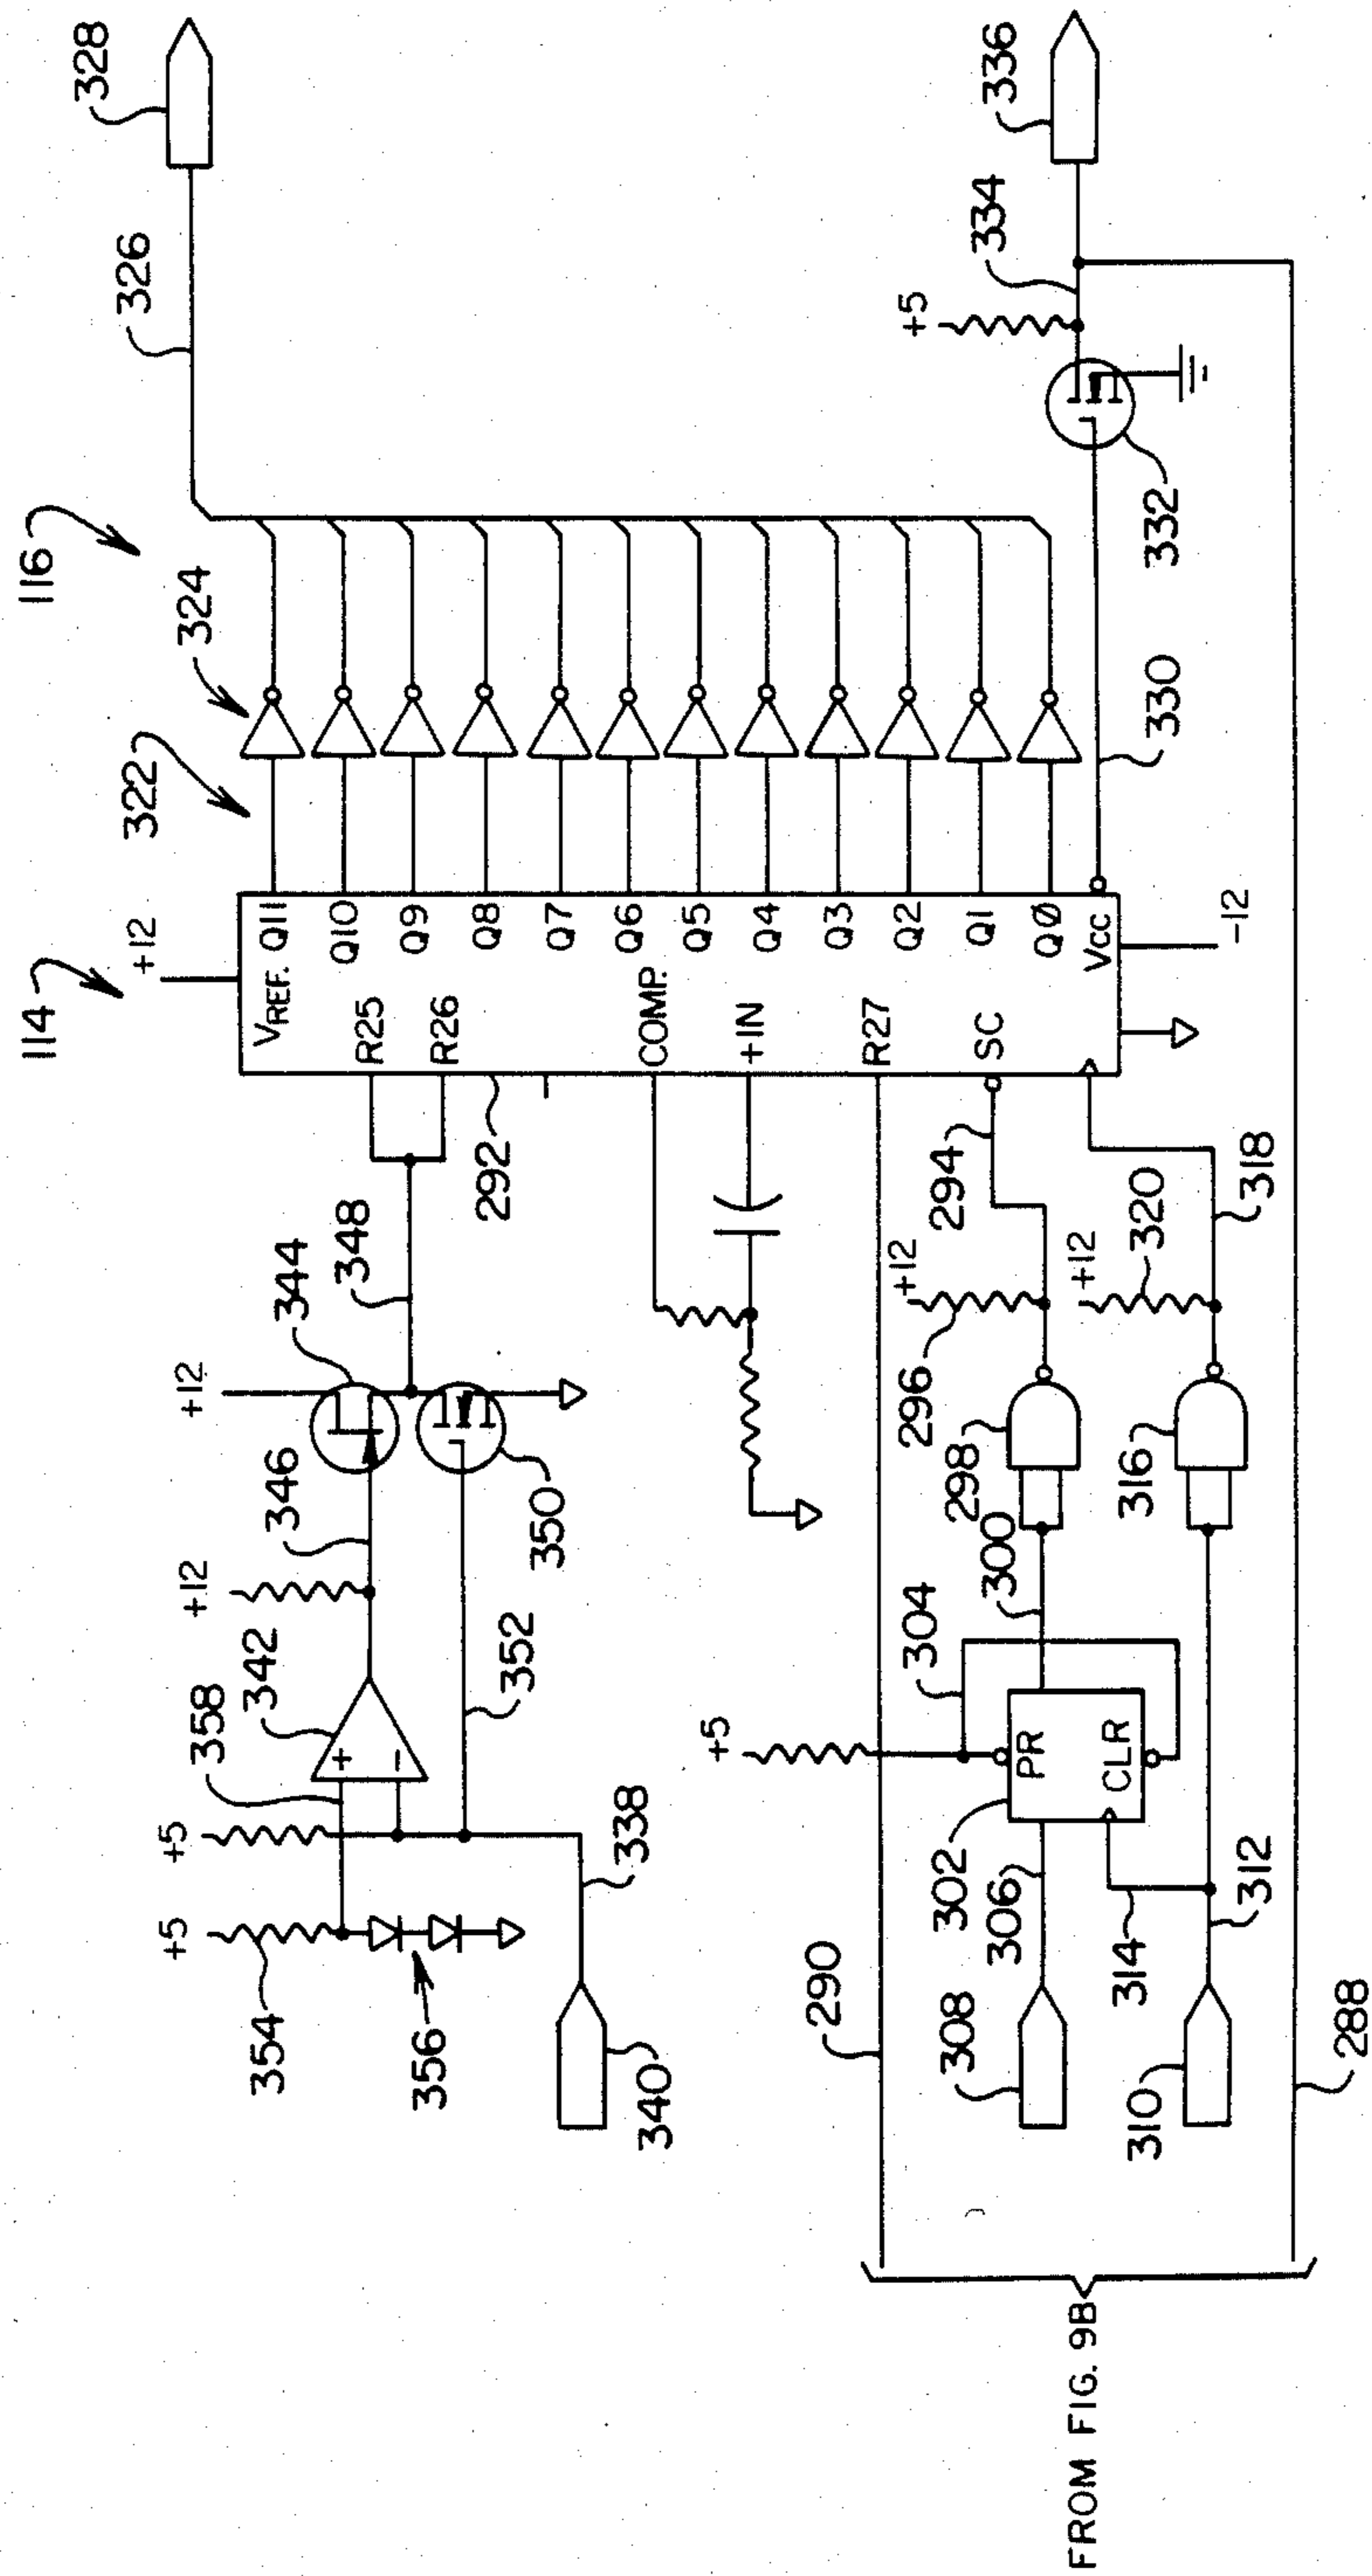 114
116
322
324
326
328
+12
VREF.
Q11
Q10
Q9
Q8
Q7
Q6
Q5
Q4
Q3
Q2
Q1
QØ
VCC
-12
R25
R26
COMP.
+IN
R27
SC
292
330
332
334
+5
336
+12
344
348
346
+12
342
358
+
-
+5
+5
354
356
352
350
338
340
294
+12
296
298
300
+12
320
318
316
304
+5
PR
CLR
302
306
308
314
312
310
290
288
FROM FIG. 9B